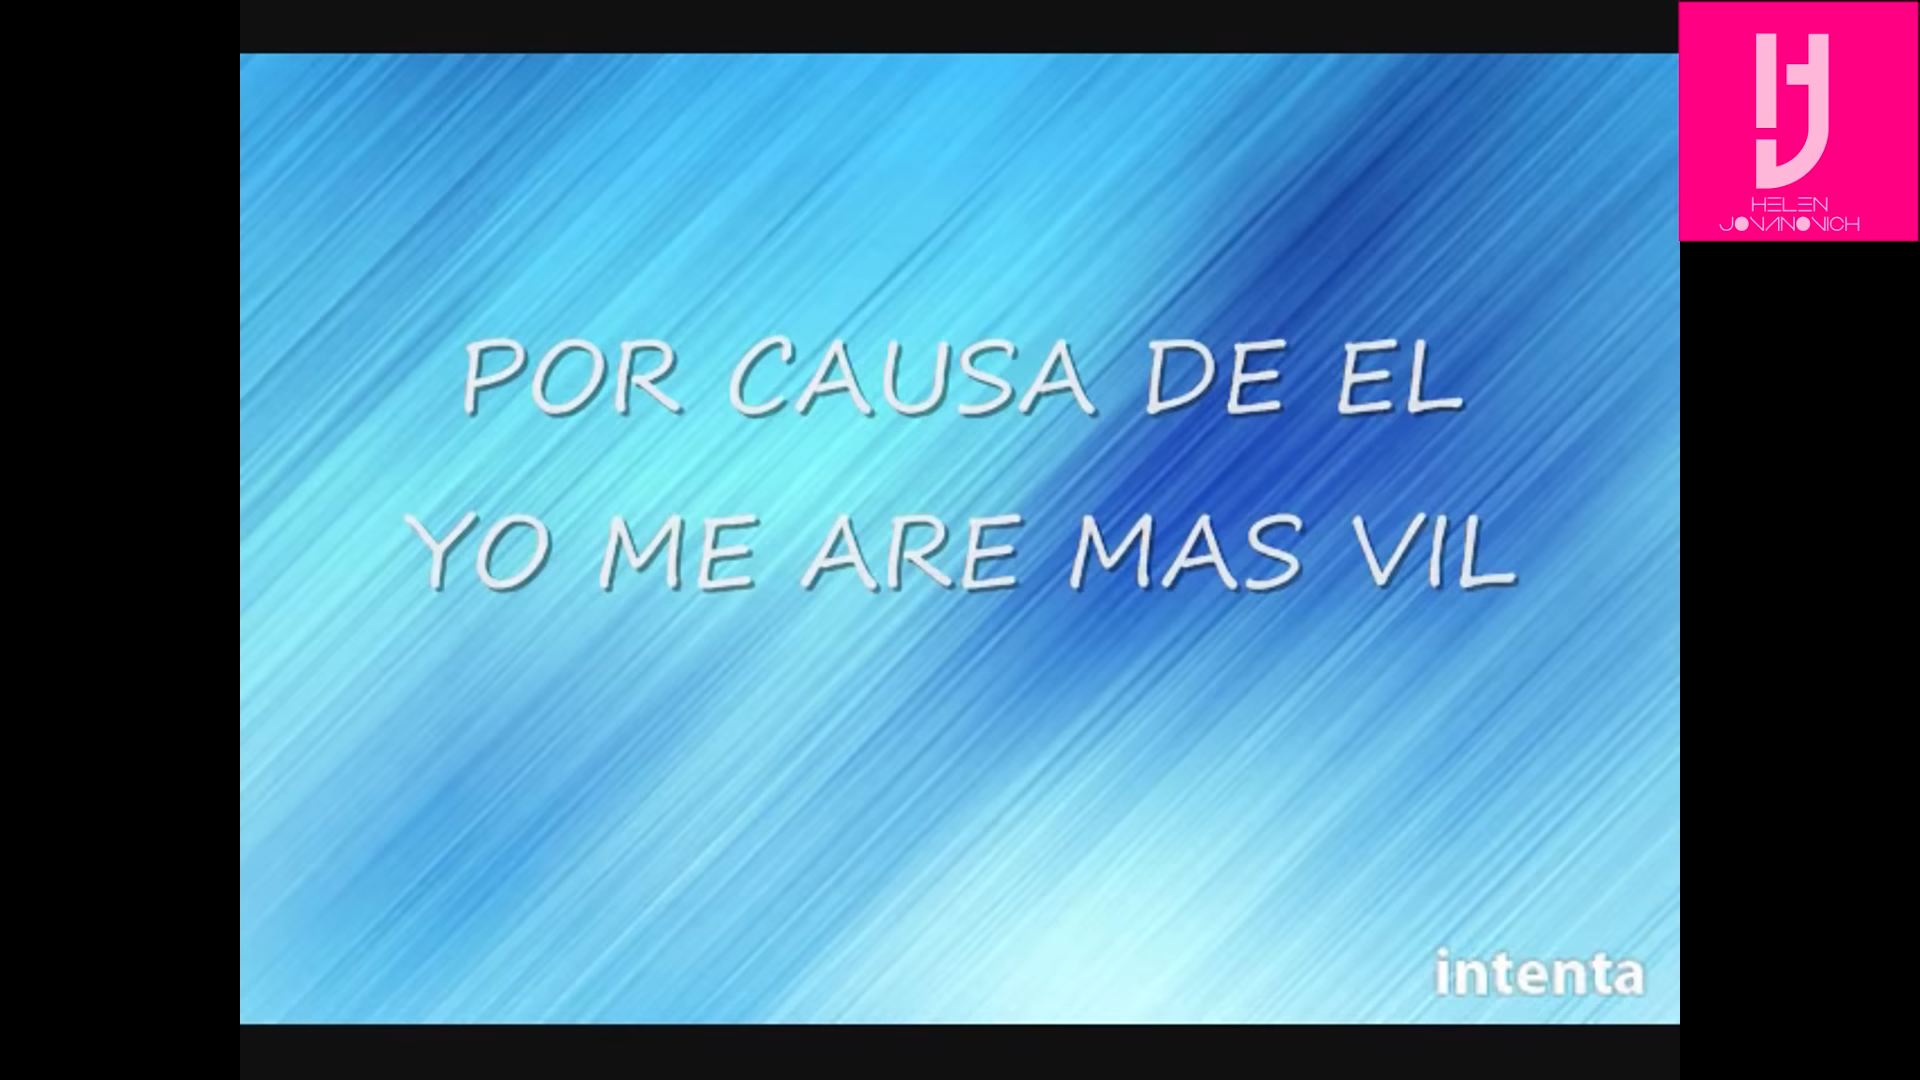 HELEN
JOVANOVICH
POR CAUSA DE EL
YO ME ARE MAS VIL
intenta